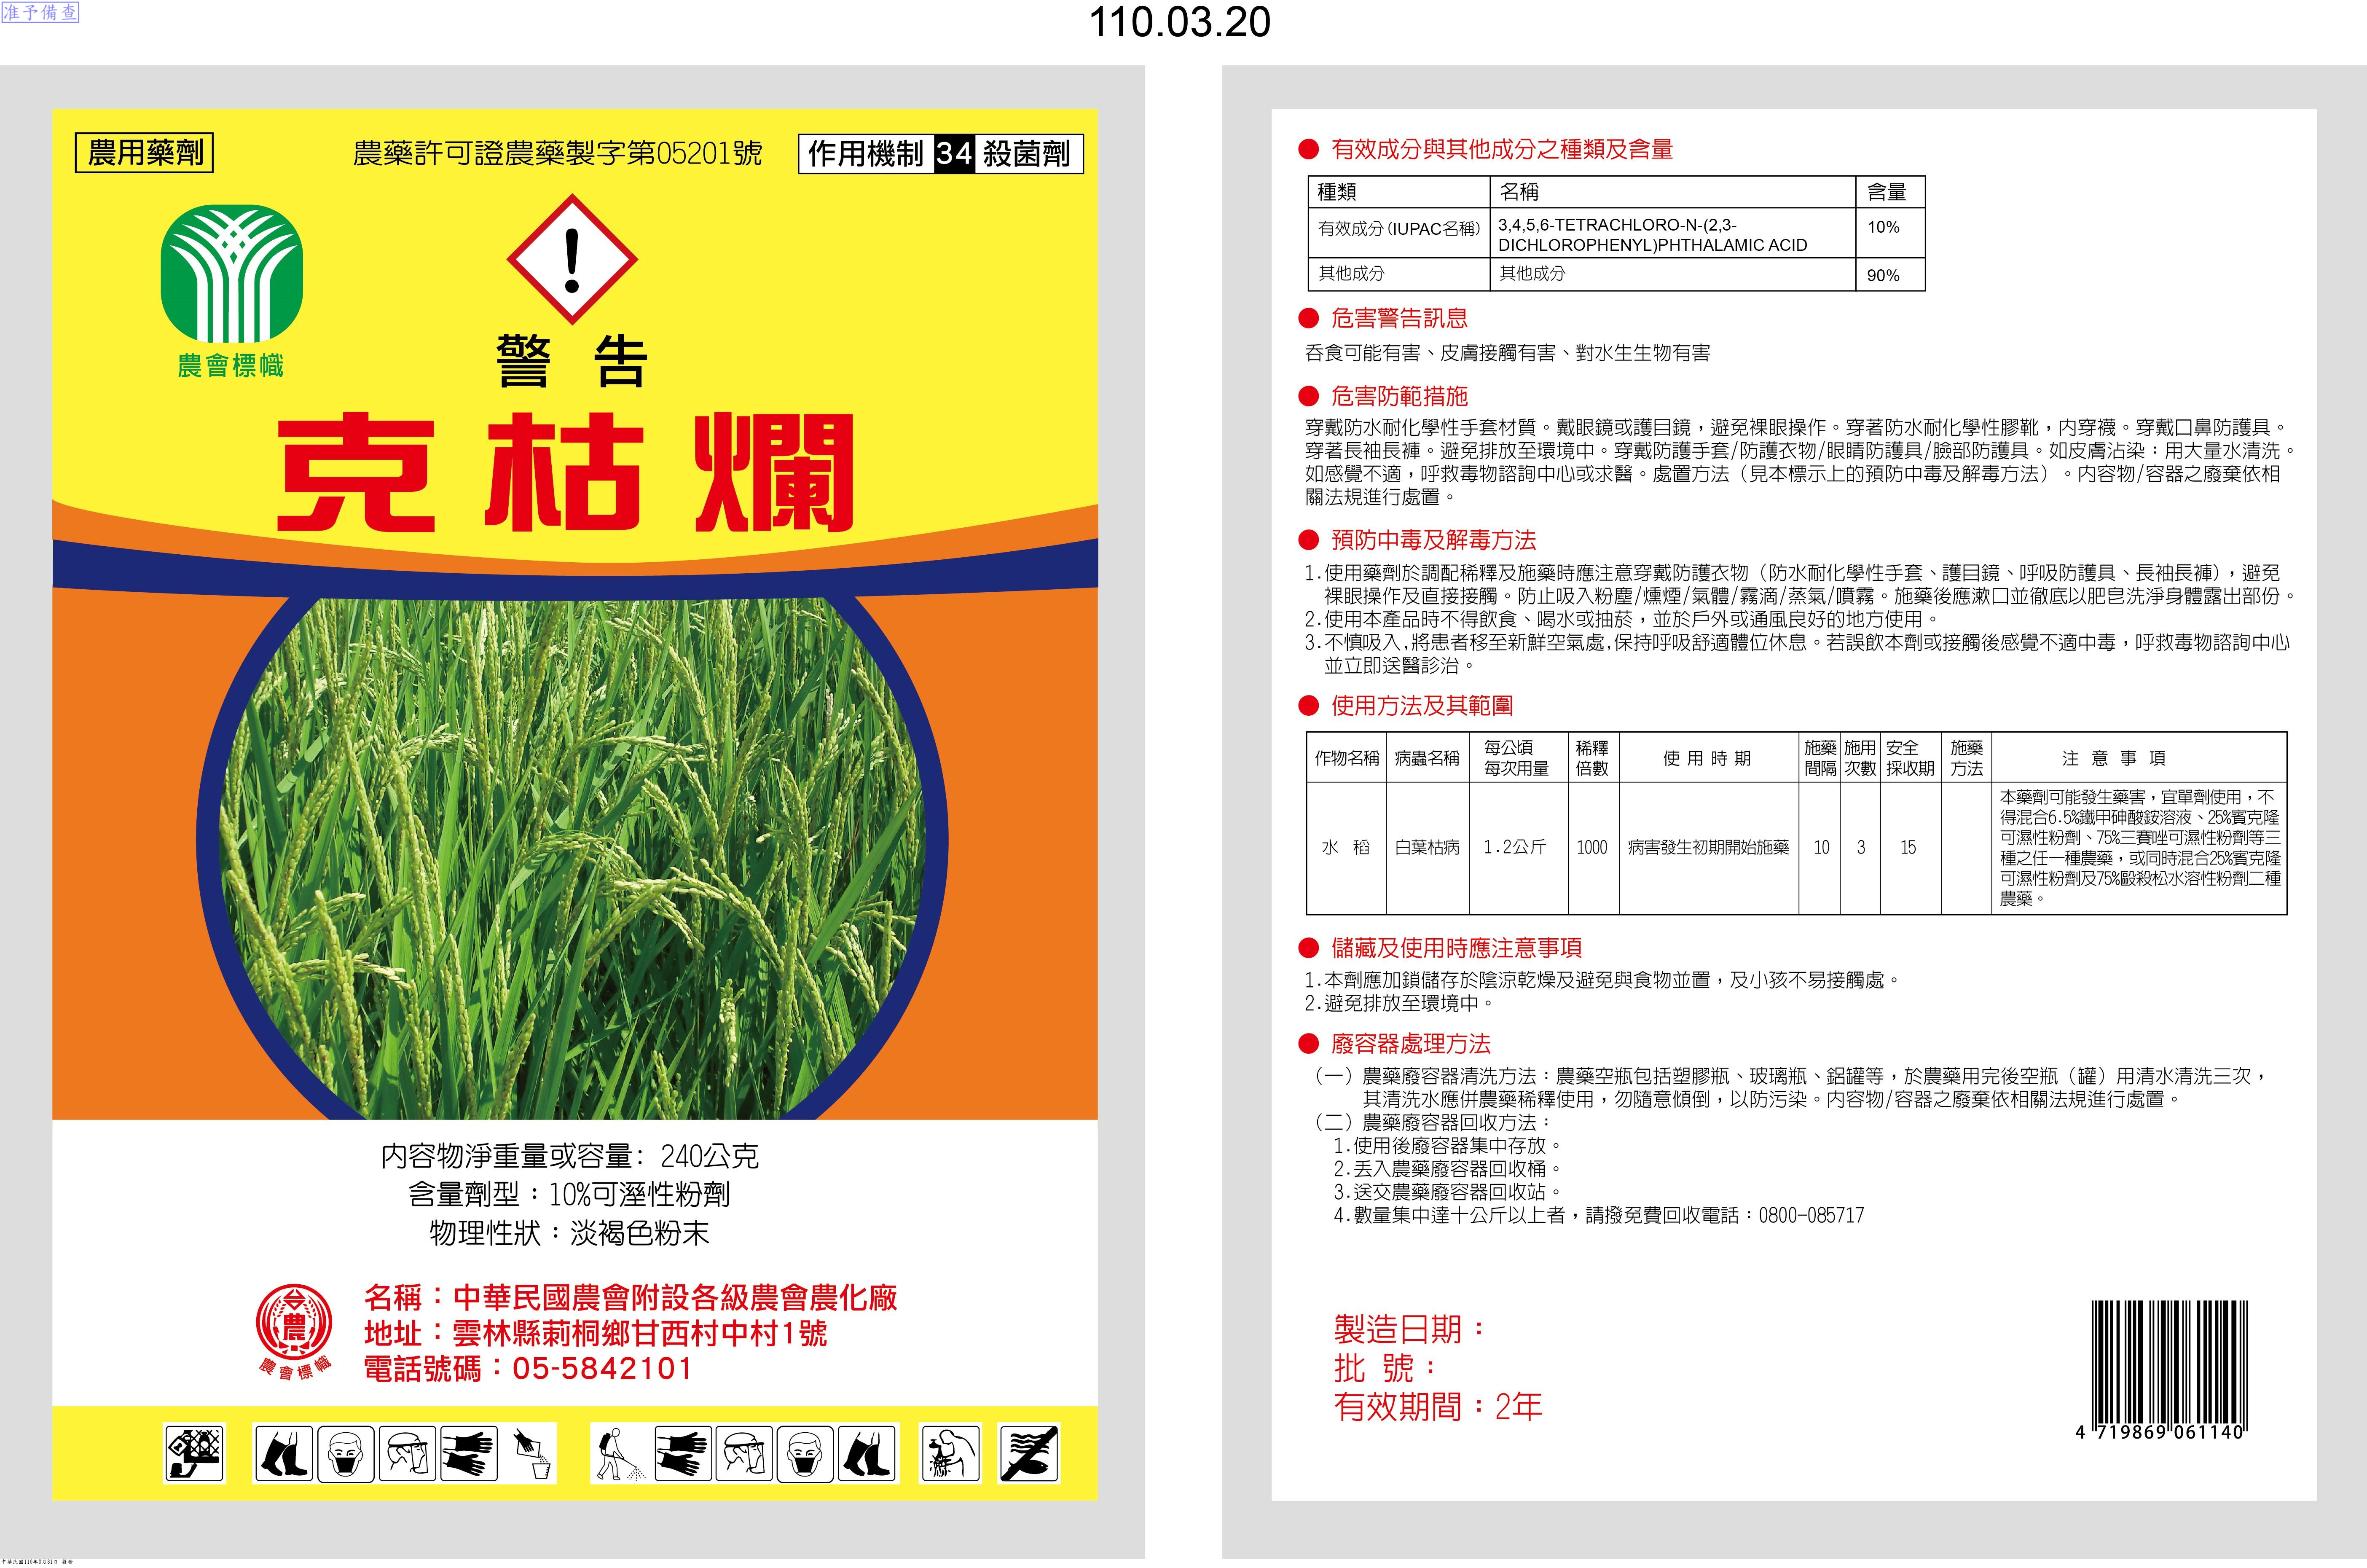 准予備查
110.03.20
農用藥劑
農藥許可證農藥製字第05201號
作用機制 34 殺菌劑
農會標幟
警 告
克枯爛
內容物淨重量或容量: 240公克
含量劑型：10%可溼性粉劑
物理性狀：淡褐色粉末
農
農會標幟
名稱：中華民國農會附設各級農會農化廠
地址：雲林縣莿桐鄉甘西村中村1號
電話號碼：05-5842101
● 有效成分與其他成分之種類及含量
種類 名稱 含量
有效成分(IUPAC名稱) 3,4,5,6-TETRACHLORO-N-(2,3-
DICHLOROPHENYL)PHTHALAMIC ACID 10%
其他成分 其他成分 90%
● 危害警告訊息
吞食可能有害、皮膚接觸有害、對水生生物有害
● 危害防範措施
穿戴防水耐化學性手套材質。戴眼鏡或護目鏡，避免裸眼操作。穿著防水耐化學性膠靴，內穿襪。穿戴口鼻防護具。
穿著長袖長褲。避免排放至環境中。穿戴防護手套/防護衣物/眼睛防護具/臉部防護具。如皮膚沾染：用大量水清洗。
如感覺不適，呼救毒物諮詢中心或求醫。處置方法（見本標示上的預防中毒及解毒方法）。內容物/容器之廢棄依相
關法規進行處置。
● 預防中毒及解毒方法
1.使用藥劑於調配稀釋及施藥時應注意穿戴防護衣物（防水耐化學性手套、護目鏡、呼吸防護具、長袖長褲），避免
裸眼操作及直接接觸。防止吸入粉塵/燻煙/氣體/霧滴/蒸氣/噴霧。施藥後應漱口並徹底以肥皂洗淨身體露出部份。
2.使用本產品時不得飲食、喝水或抽菸，並於戶外或通風良好的地方使用。
3.不慎吸入,將患者移至新鮮空氣處,保持呼吸舒適體位休息。若誤飲本劑或接觸後感覺不適中毒，呼救毒物諮詢中心
並立即送醫診治。
● 使用方法及其範圍
作物名稱 病蟲名稱 每公頃每次用量 稀釋倍數 使用時期 施藥間隔 施用次數 安全採收期 施藥方法 注意事項
水 稻 白葉枯病 1.2公斤 1000 病害發生初期開始施藥 10 3 15
本藥劑可能發生藥害，宜單劑使用，不
得混合6.5%鐵甲砷酸銨溶液、25%賓克隆
可濕性粉劑、75%三賽唑可濕性粉劑等三
種之任一種農藥，或同時混合25%賓克隆
可濕性粉劑及75%毆殺松水溶性粉劑二種
農藥。
● 儲藏及使用時應注意事項
1.本劑應加鎖儲存於陰涼乾燥及避免與食物並置，及小孩不易接觸處。
2.避免排放至環境中。
● 廢容器處理方法
（一）農藥廢容器清洗方法：農藥空瓶包括塑膠瓶、玻璃瓶、鋁罐等，於農藥用完後空瓶（罐）用清水清洗三次，
其清洗水應併農藥稀釋使用，勿隨意傾倒，以防污染。內容物/容器之廢棄依相關法規進行處置。
（二）農藥廢容器回收方法：
1.使用後廢容器集中存放。
2.丟入農藥廢容器回收桶。
3.送交農藥廢容器回收站。
4.數量集中達十公斤以上者，請撥免費回收電話：0800-085717
製造日期：
批 號：
有效期間：2年
4 719869 061140